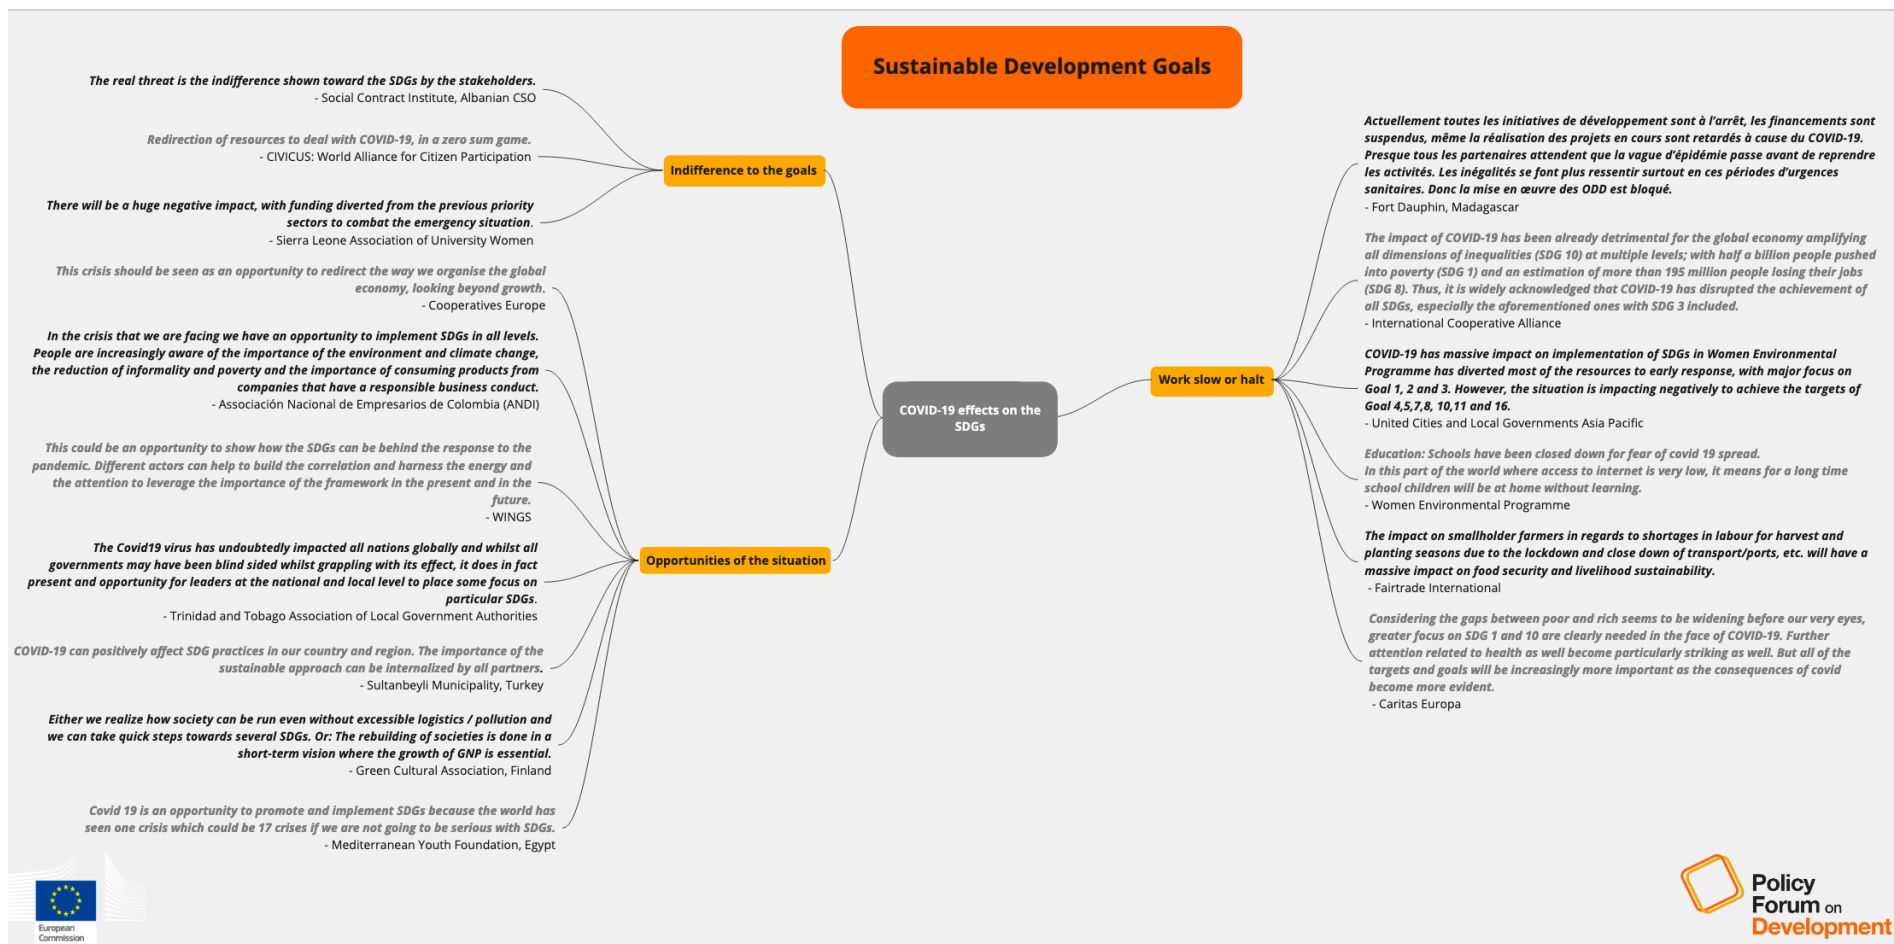 Sustainable Development Goals
The real threat is the indifference shown toward the SDGs by the stakeholders.
- Social Contract Institute, Albanian CSO
Redirection of resources to deal with COVID-19, in a zero sum game.
- CIVICUS: World Alliance for Citizen Participation
There will be a huge negative impact, with funding diverted from the previous priority
sectors to combat the emergency situation.
- Sierra Leone Association of University Women
Indifference to the goals
This crisis should be seen as an opportunity to redirect the way we organise the global
economy, looking beyond growth.
- Cooperatives Europe
In the crisis that we are facing we have an opportunity to implement SDGs in all levels.
People are increasingly aware of the importance of the environment and climate change,
the reduction of informality and poverty and the importance of consuming products from
companies that have a responsible business conduct.
- Associación Nacional de Empresarios de Colombia (ANDI)
This could be an opportunity to show how the SDGs can be behind the response to the
pandemic. Different actors can help to build the correlation and harness the energy and
the attention to leverage the importance of the framework in the present and in the
future.
- WINGS
The Covid19 virus has undoubtedly impacted all nations globally and whilst all
governments may have been blind sided whilst grappling with its effect, it does in fact
present and opportunity for leaders at the national and local level to place some focus on
particular SDGs.
- Trinidad and Tobago Association of Local Government Authorities
COVID-19 can positively affect SDG practices in our country and region. The importance of the
sustainable approach can be internalized by all partners.
- Sultanbeyli Municipality, Turkey
Either we realize how society can be run even without excessible logistics / pollution and
we can take quick steps towards several SDGs. Or: The rebuilding of societies is done in a
short-term vision where the growth of GNP is essential.
- Green Cultural Association, Finland
Covid 19 is an opportunity to promote and implement SDGs because the world has
seen one crisis which could be 17 crises if we are not going to be serious with SDGs.
- Mediterranean Youth Foundation, Egypt
Opportunities of the situation
COVID-19 effects on the
SDGs
Work slow or halt
Actuellement toutes les initiatives de développement sont à l'arrêt, les financements sont
suspendus, même la réalisation des projets en cours sont retardés à cause du COVID-19.
Presque tous les partenaires attendent que la vague d'épidémie passe avant de reprendre
les activités. Les inégalités se font plus ressentir surtout en ces périodes d'urgences
sanitaires. Donc la mise en œuvre des ODD est bloqué.
- Fort Dauphin, Madagascar
The impact of COVID-19 has been already detrimental for the global economy amplifying
all dimensions of inequalities (SDG 10) at multiple levels; with half a billion people pushed
into poverty (SDG 1) and an estimation of more than 195 million people losing their jobs
(SDG 8). Thus, it is widely acknowledged that COVID-19 has disrupted the achievement of
all SDGs, especially the aforementioned ones with SDG 3 included.
- International Cooperative Alliance
COVID-19 has massive impact on implementation of SDGs in Women Environmental
Programme has diverted most of the resources to early response, with major focus on
Goal 1, 2 and 3. However, the situation is impacting negatively to achieve the targets of
Goal 4,5,7,8, 10,11 and 16.
- United Cities and Local Governments Asia Pacific
Education: Schools have been closed down for fear of covid 19 spread.
In this part of the world where access to internet is very low, it means for a long time
school children will be at home without learning.
- Women Environmental Programme
The impact on smallholder farmers in regards to shortages in labour for harvest and
planting seasons due to the lockdown and close down of transport/ports, etc. will have a
massive impact on food security and livelihood sustainability.
- Fairtrade International
Considering the gaps between poor and rich seems to be widening before our very eyes,
greater focus on SDG 1 and 10 are clearly needed in the face of COVID-19. Further
attention related to health as well become particularly striking as well. But all of the
targets and goals will be increasingly more important as the consequences of covid
become more evident.
- Caritas Europa
European
Commission
Policy
Forum on
Development